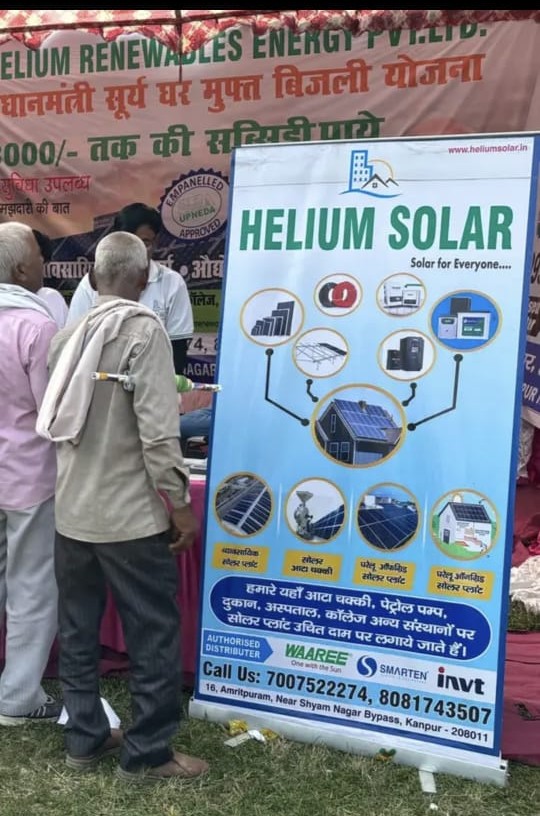 ELIUM RENEWABLES ENERGY PVT.LTD.
धानमंत्री सूर्य घर मुफ्त बिजली योजना
8000/- तक की सब्सिडी पाये
सुविधा उपलब्ध
मझदारी की बात
EMPANELLED
UPNEDA
APPROVED
www.heliumsolar.in
HELIUM SOLAR
Solar for Everyone....
व्यावसायिक
सोलर प्लांट
सोलर
आटा चक्की
घरेलू ऑफग्रिड
सोलर प्लांट
घरेलू ऑनग्रिड
सोलर प्लांट
हमारे यहाँ आटा चक्की, पेट्रोल पम्प,
दुकान, अस्पताल, कॉलेज अन्य संस्थानों पर
सोलर प्लांट उचित दाम पर लगाये जाते हैं।
AUTHORISED
DISTRIBUTER
WAAREE
One with the Sun
SMARTEN
invt
Call Us: 7007522274, 8081743507
16, Amritpuram, Near Shyam Nagar Bypass, Kanpur - 208011